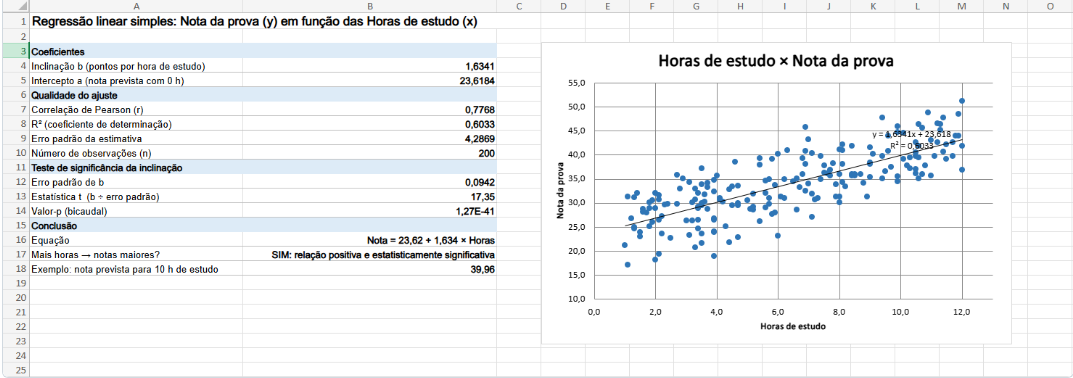 A B C D E F G H I J K L M N O
1 Regressão linear simples: Nota da prova (y) em função das Horas de estudo (x)
2
3 Coeficientes
4 Inclinação b (pontos por hora de estudo) 1,6341
5 Intercepto a (nota prevista com 0 h) 23,6184
6 Qualidade do ajuste
7 Correlação de Pearson (r) 0,7768
8 R² (coeficiente de determinação) 0,6033
9 Erro padrão da estimativa 4,2869
10 Número de observações (n) 200
11 Teste de significância da inclinação
12 Erro padrão de b 0,0942
13 Estatística t (b ÷ erro padrão) 17,35
14 Valor-p (bicaudal) 1,27E-41
15 Conclusão
16 Equação Nota = 23,62 + 1,634 × Horas
17 Mais horas → notas maiores? SIM: relação positiva e estatisticamente significativa
18 Exemplo: nota prevista para 10 h de estudo 39,96
19
20
21
22
23
24
25
Horas de estudo × Nota da prova
55,0
50,0
45,0
40,0
35,0
30,0
25,0
20,0
15,0
10,0
Nota da prova
y = 1,6341x + 23,618
R² = 0,6033
0,0 2,0 4,0 6,0 8,0 10,0 12,0
Horas de estudo